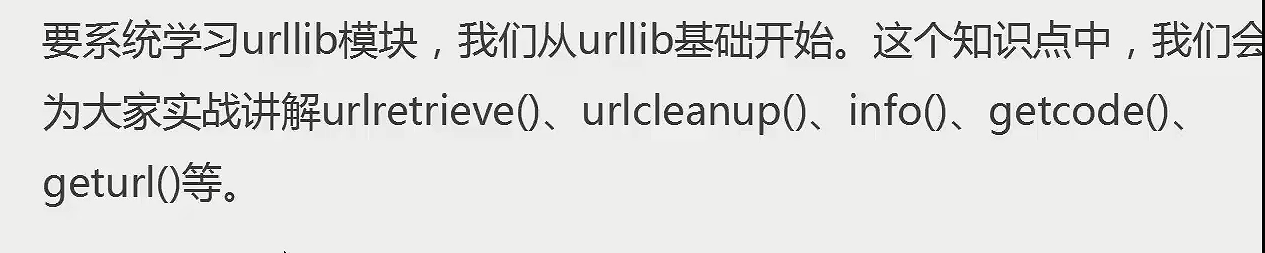 要系统学习urllib模块，我们从urllib基础开始。这个知识点中，我们会
为大家实战讲解urlretrieve()、urlcleanup()、info()、getcode()、
geturl()等。